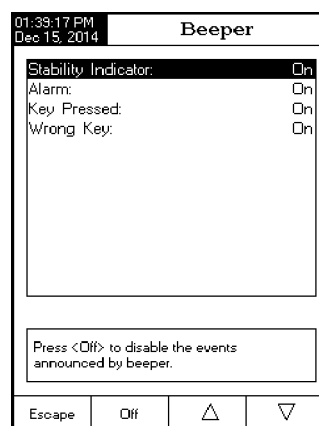 01:39:17 PM
Dec 15, 2014
Beeper
Stability Indicator: On
Alarm: On
Key Pressed: On
Wrong Key: On
Press <Off> to disable the events
announced by beeper.
Escape Off